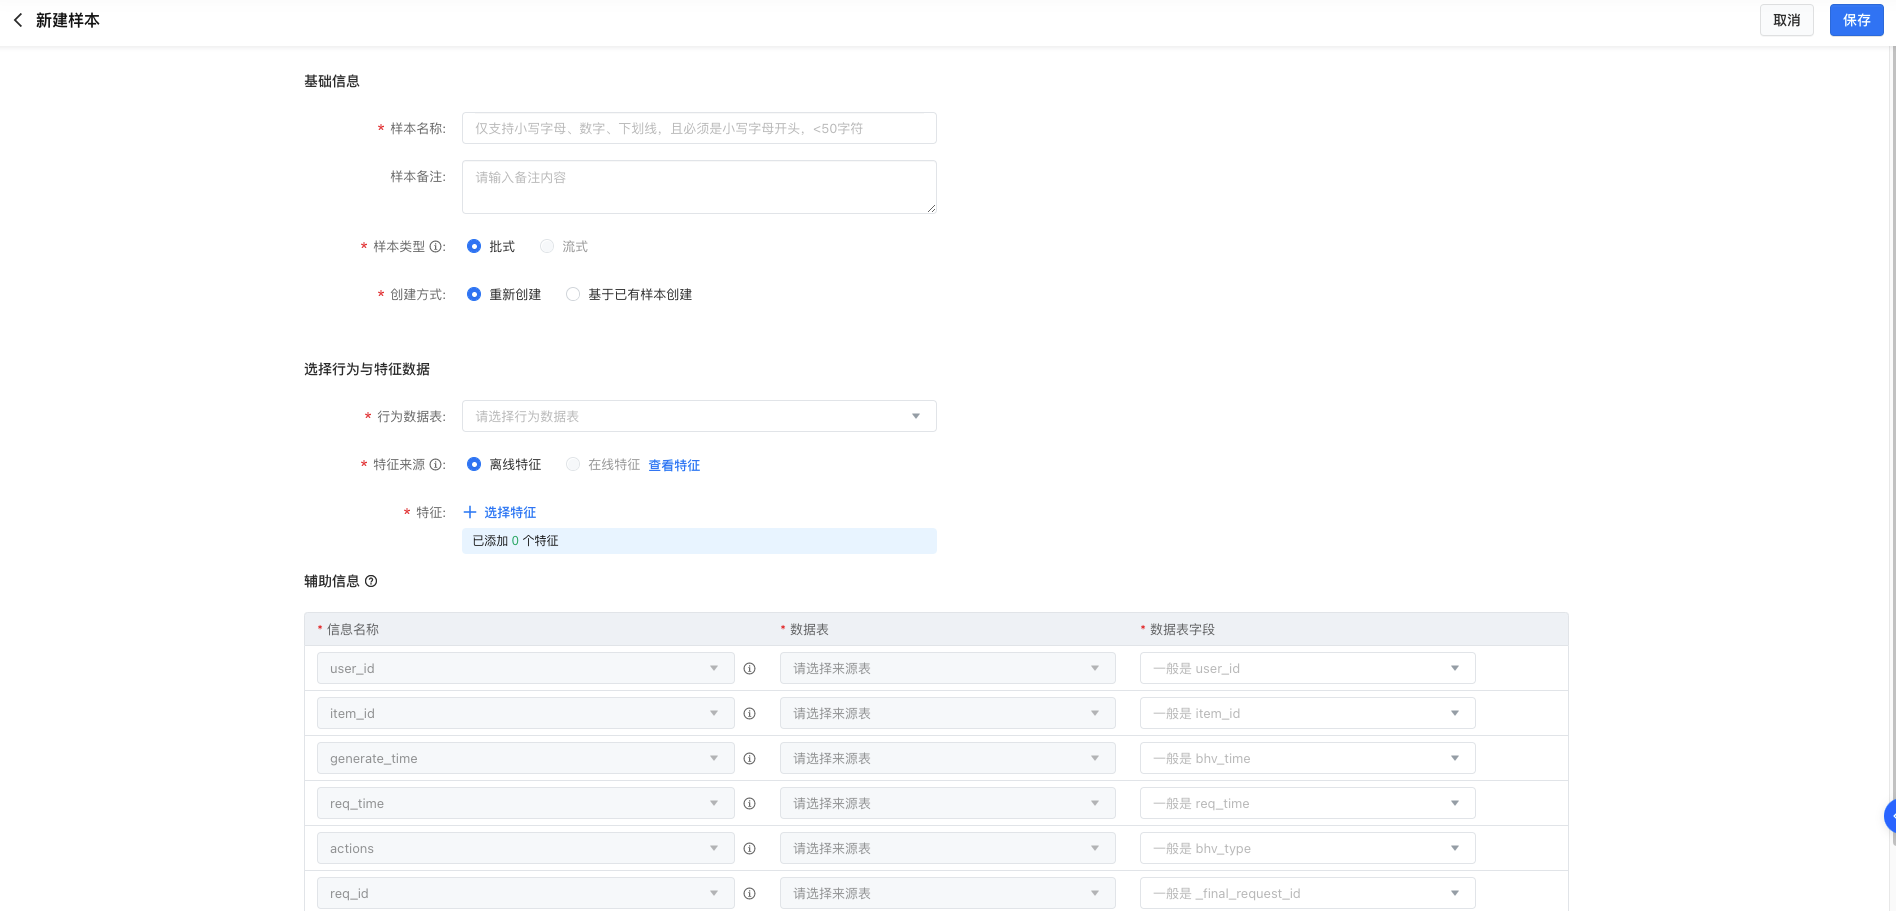 新建样本
取消
保存
基础信息
* 样本名称:
仅支持小写字母、数字、下划线，且必须是小写字母开头，<50字符
样本备注:
请输入备注内容
* 样本类型 :
批式
流式
* 创建方式:
重新创建
基于已有样本创建
选择行为与特征数据
* 行为数据表:
请选择行为数据表
* 特征来源 :
离线特征
在线特征
查看特征
* 特征:
+ 选择特征
已添加 0 个特征
辅助信息
* 信息名称
* 数据表
* 数据表字段
user_id
请选择来源表
一般是 user_id
item_id
请选择来源表
一般是 item_id
generate_time
请选择来源表
一般是 bhv_time
req_time
请选择来源表
一般是 req_time
actions
请选择来源表
一般是 bhv_type
req_id
请选择来源表
一般是 _final_request_id